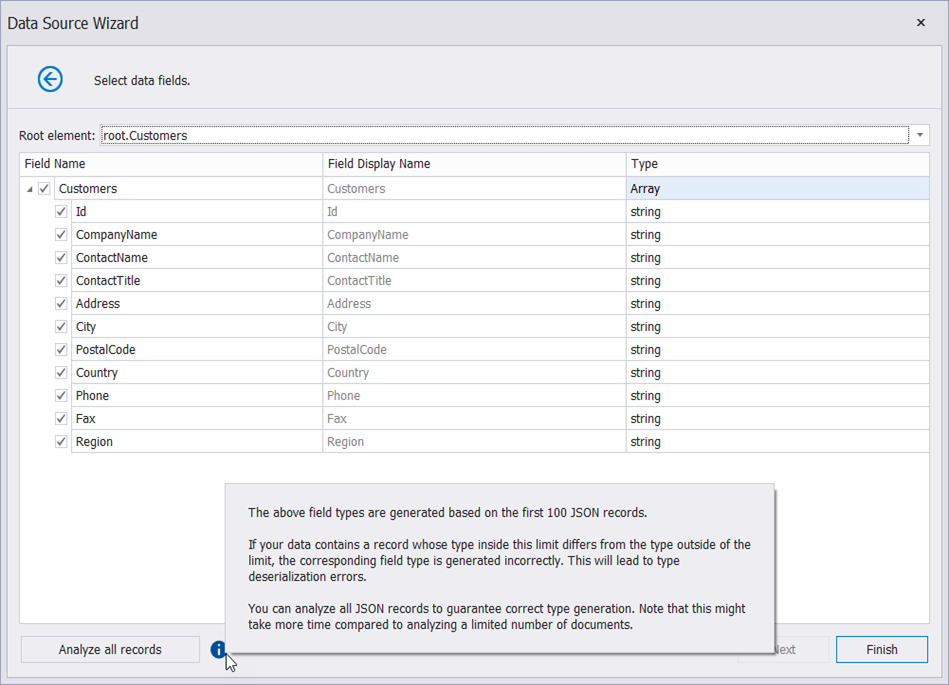 Data Source Wizard
Select data fields.
Root element: root.Customers
Field Name Field Display Name Type
Customers Customers Array
Id Id string
CompanyName CompanyName string
ContactName ContactName string
ContactTitle ContactTitle string
Address Address string
City City string
PostalCode PostalCode string
Country Country string
Phone Phone string
Fax Fax string
Region Region string
The above field types are generated based on the first 100 JSON records.
If your data contains a record whose type inside this limit differs from the type outside of the
limit, the corresponding field type is generated incorrectly. This will lead to type
deserialization errors.
You can analyze all JSON records to guarantee correct type generation. Note that this might
take more time compared to analyzing a limited number of documents.
Analyze all records Finish